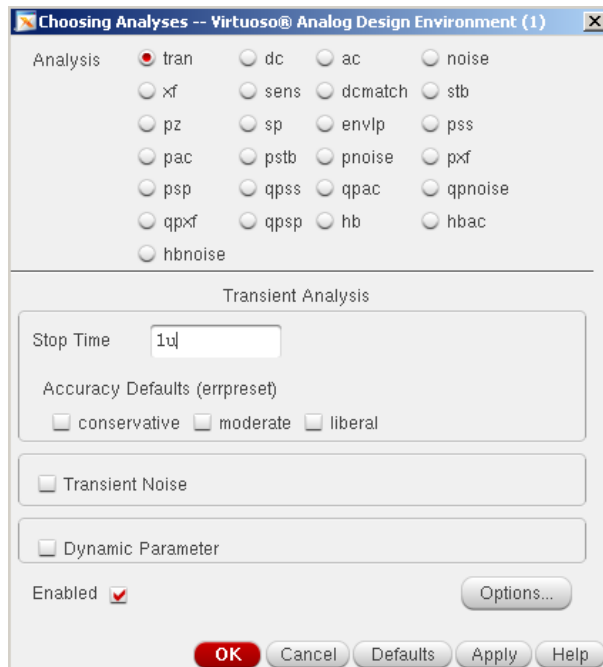 Choosing Analyses -- Virtuoso® Analog Design Environment (1)
Analysis tran dc ac noise
xf sens dcmatch stb
pz sp envlp pss
pac pstb pnoise pxf
psp qpss qpac qpnoise
qpxf qpsp hb hbac
hbnoise
Transient Analysis
Stop Time 1u
Accuracy Defaults (errpreset)
conservative moderate liberal
Transient Noise
Dynamic Parameter
Enabled Options...
OK Cancel Defaults Apply Help